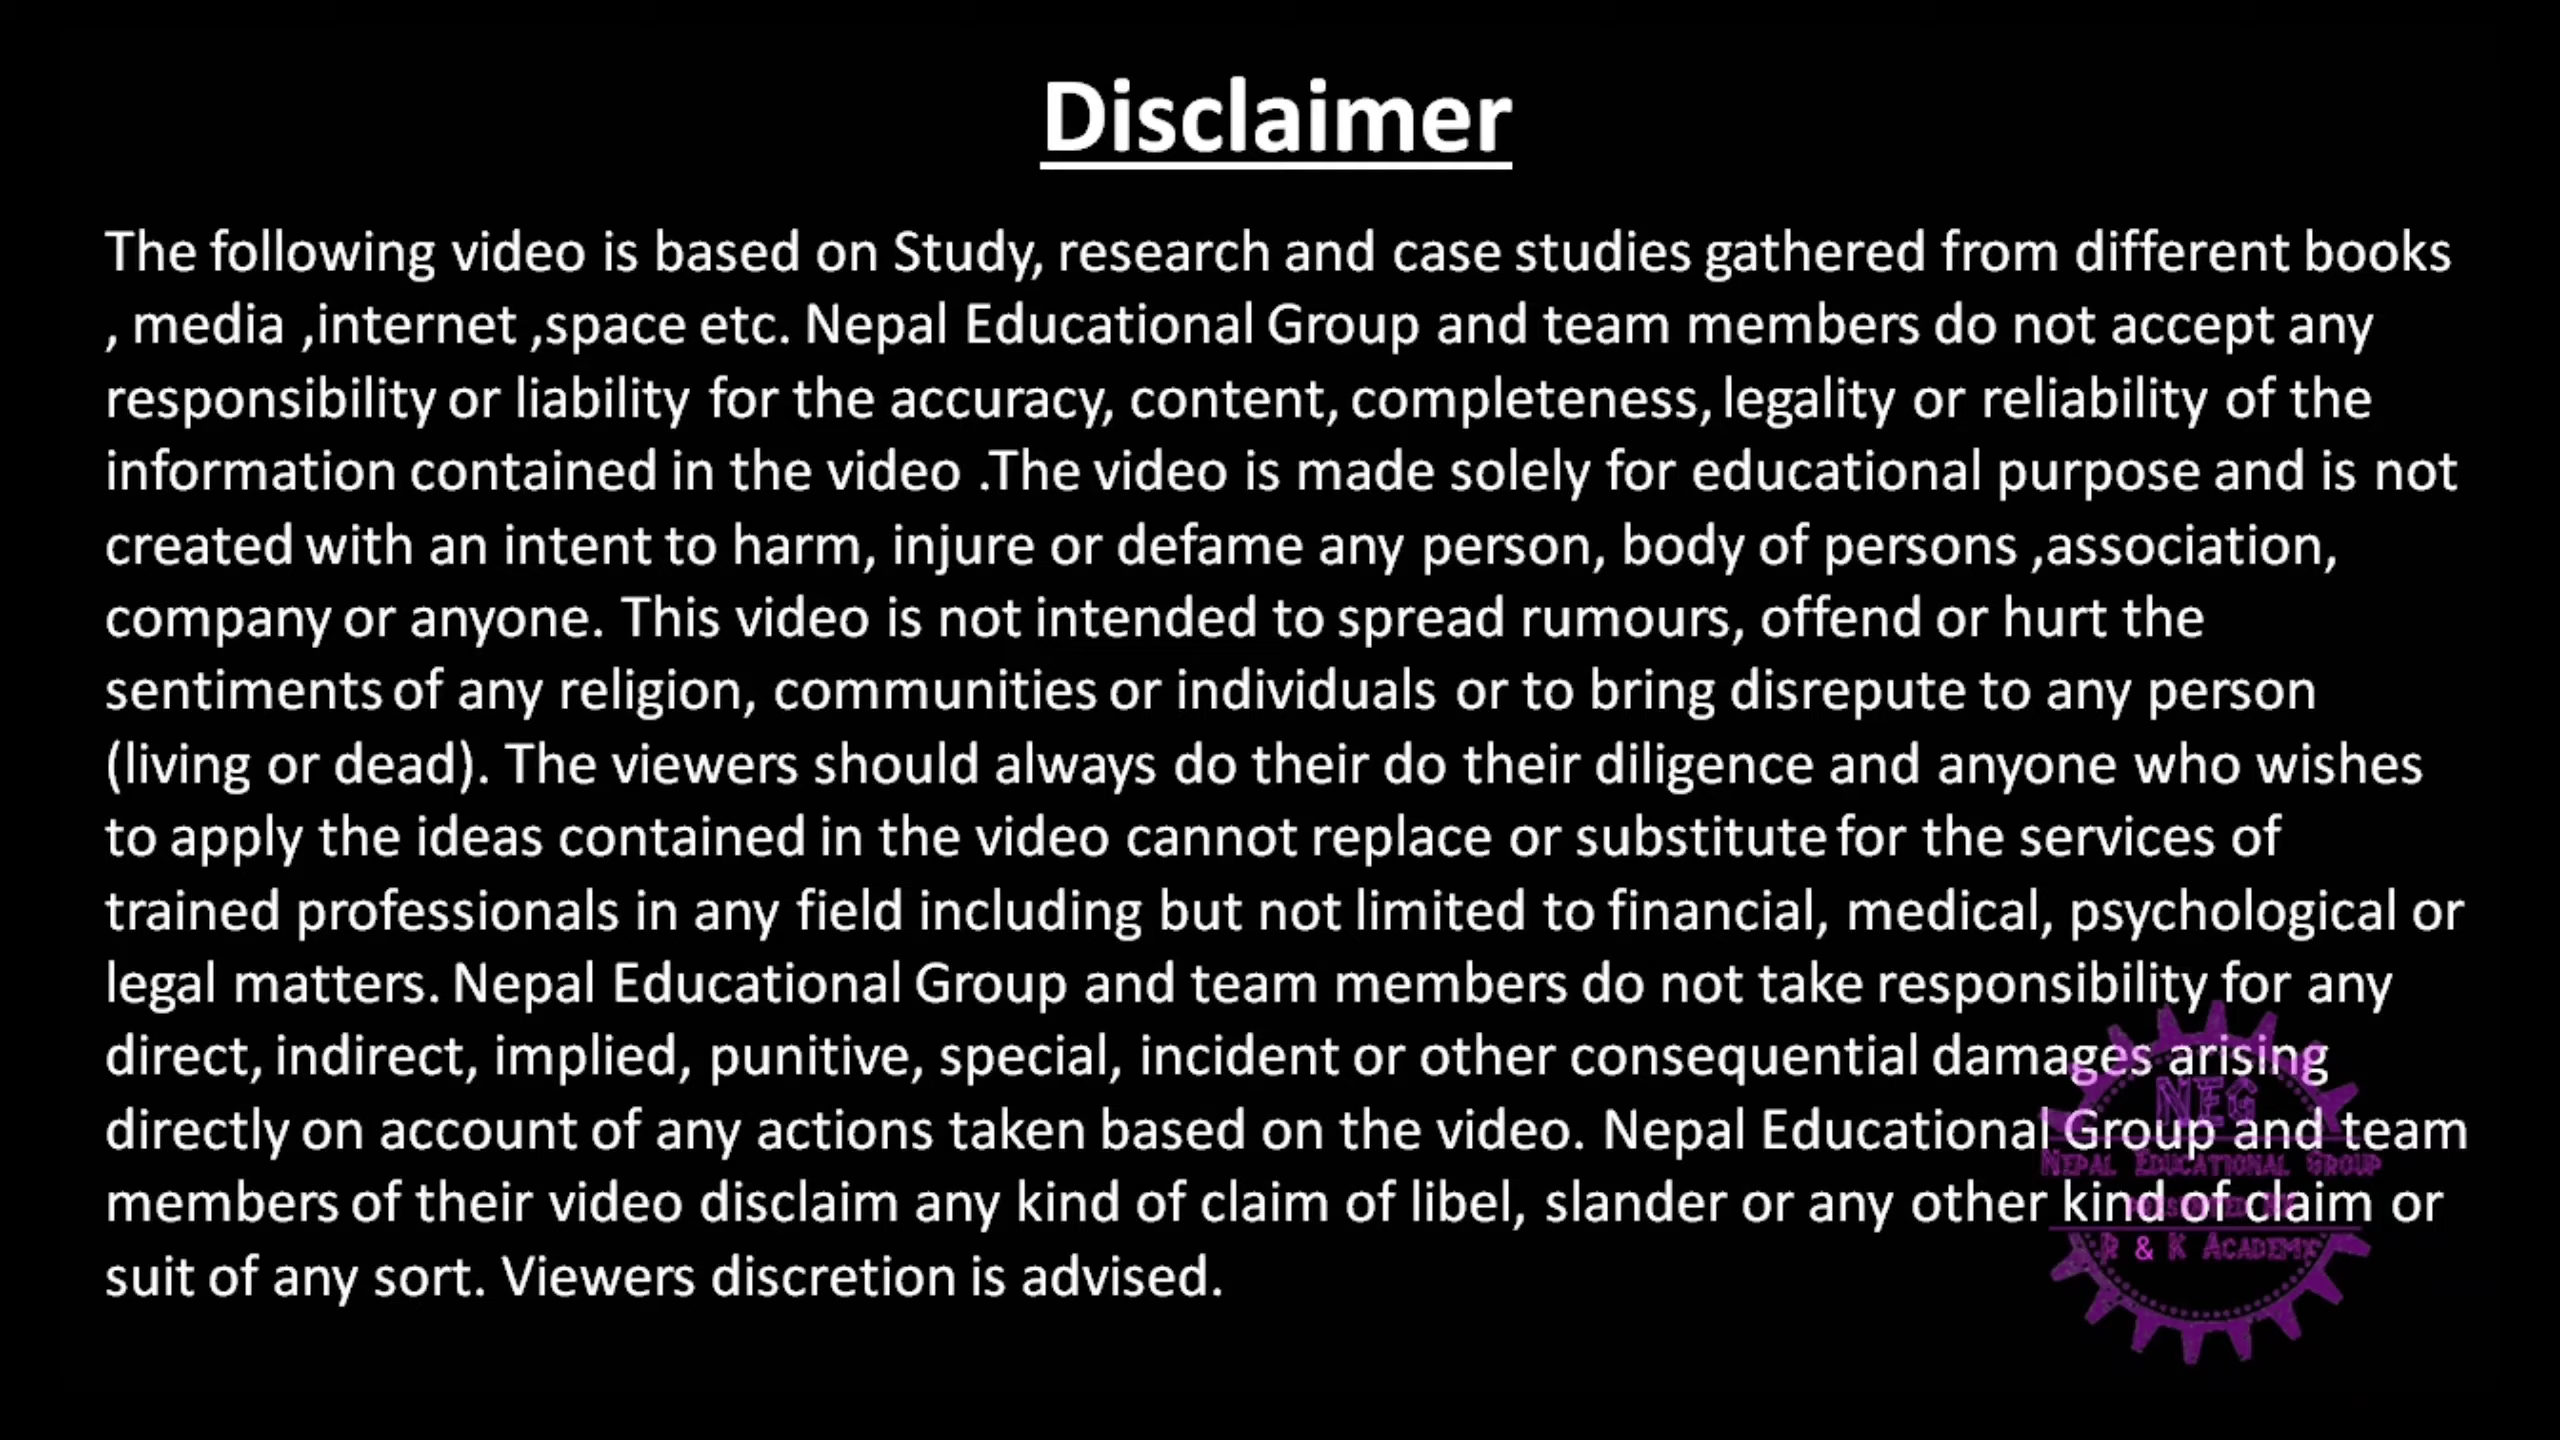 Disclaimer
The following video is based on Study, research and case studies gathered from different books
, media ,internet ,space etc. Nepal Educational Group and team members do not accept any
responsibility or liability for the accuracy, content, completeness, legality or reliability of the
information contained in the video .The video is made solely for educational purpose and is not
created with an intent to harm, injure or defame any person, body of persons ,association,
company or anyone. This video is not intended to spread rumours, offend or hurt the
sentiments of any religion, communities or individuals or to bring disrepute to any person
(living or dead). The viewers should always do their do their diligence and anyone who wishes
to apply the ideas contained in the video cannot replace or substitute for the services of
trained professionals in any field including but not limited to financial, medical, psychological or
legal matters. Nepal Educational Group and team members do not take responsibility for any
direct, indirect, implied, punitive, special, incident or other consequential damages arising
directly on account of any actions taken based on the video. Nepal Educational Group and team
members of their video disclaim any kind of claim of libel, slander or any other kind of claim or
suit of any sort. Viewers discretion is advised.
NEG
Nepal Educational Group
R & K Academy